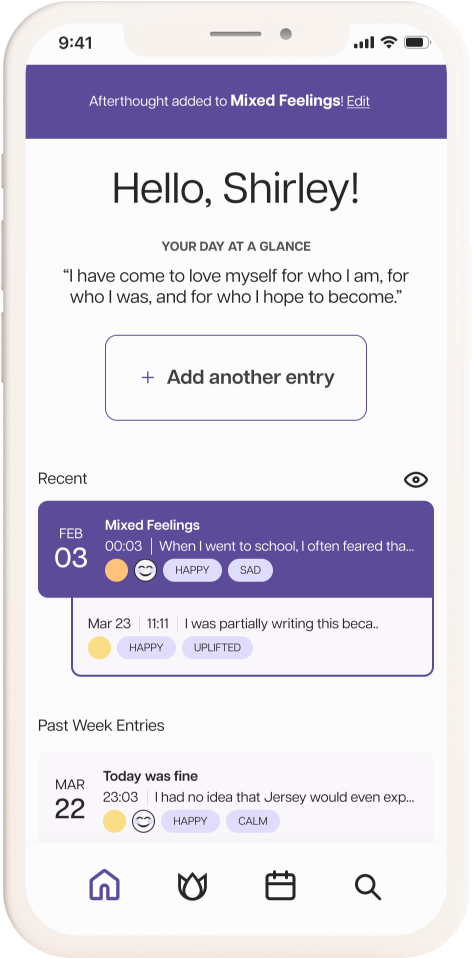 9:41
Afterthought added to Mixed Feelings! Edit
Hello, Shirley!
YOUR DAY AT A GLANCE
“I have come to love myself for who I am, for
who I was, and for who I hope to become.”
+ Add another entry
Recent
FEB
03
Mixed Feelings
00:03 | When I went to school, I often feared tha...
HAPPY SAD
Mar 23 | 11:11 | I was partially writing this beca..
HAPPY UPLIFTED
Past Week Entries
MAR
22
Today was fine
23:03 | I had no idea that Jersey would even exp...
HAPPY CALM